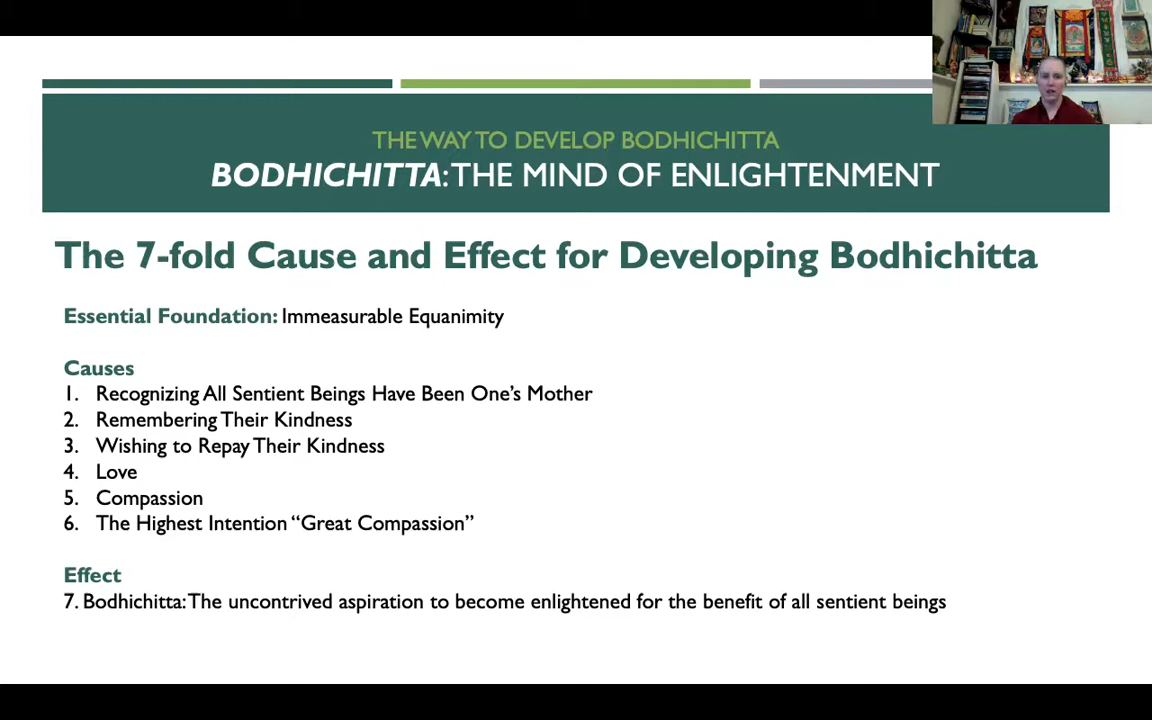 THE WAY TO DEVELOP BODHICHITTA
BODHICHITTA: THE MIND OF ENLIGHTENMENT
The 7-fold Cause and Effect for Developing Bodhichitta
Essential Foundation: Immeasurable Equanimity
Causes
1. Recognizing All Sentient Beings Have Been One’s Mother
2. Remembering Their Kindness
3. Wishing to Repay Their Kindness
4. Love
5. Compassion
6. The Highest Intention “Great Compassion”
Effect
7. Bodhichitta: The uncontrived aspiration to become enlightened for the benefit of all sentient beings